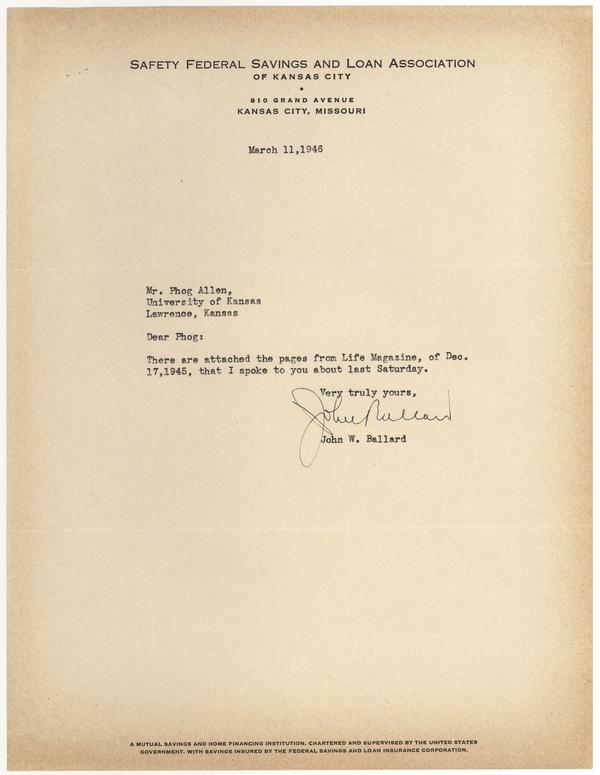 SAFETY FEDERAL SAVINGS AND LOAN ASSOCIATION
OF KANSAS CITY
910 GRAND AVENUE
KANSAS CITY, MISSOURI
March 11,1946
Mr. Phog Allen,
University of Kansas
Lawrence, Kansas
Dear Phog:
There are attached the pages from Life Magazine, of Dec.
17,1945, that I spoke to you about last Saturday.
Very truly yours,
John Ballard
John W. Ballard
A MUTUAL SAVINGS AND HOME FINANCING INSTITUTION, CHARTERED AND SUPERVISED BY THE UNITED STATES
GOVERNMENT. WITH SAVINGS INSURED BY THE FEDERAL SAVINGS AND LOAN INSURANCE CORPORATION.